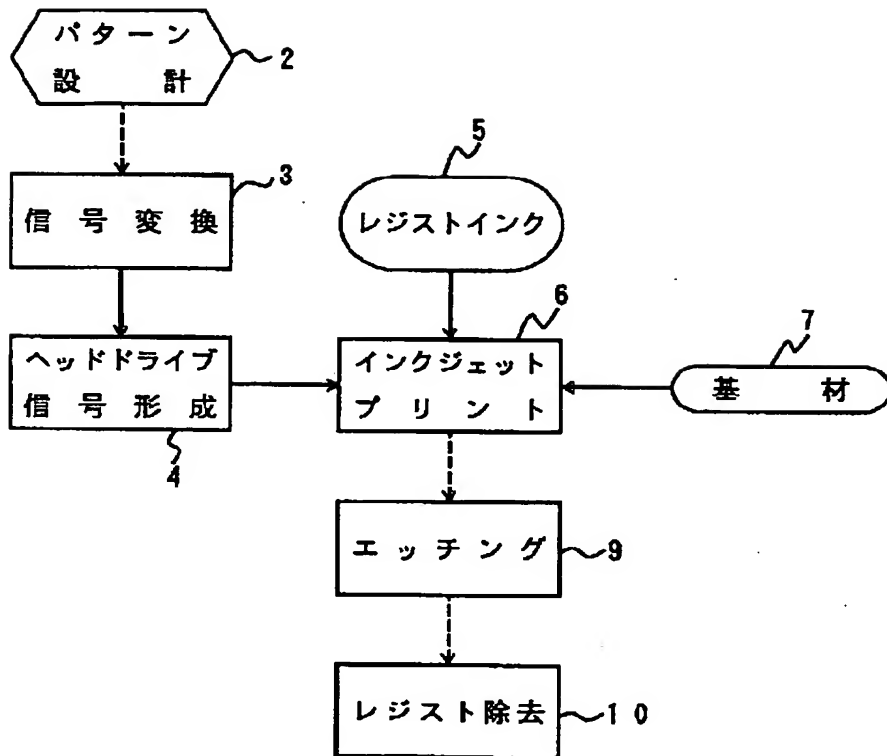 パターン
設計
2
信号変換
3
ヘッドドライブ
信号形成
4
レジストインク
5
インクジェット
プリント
6
基材
7
エッチング
9
レジスト除去
10